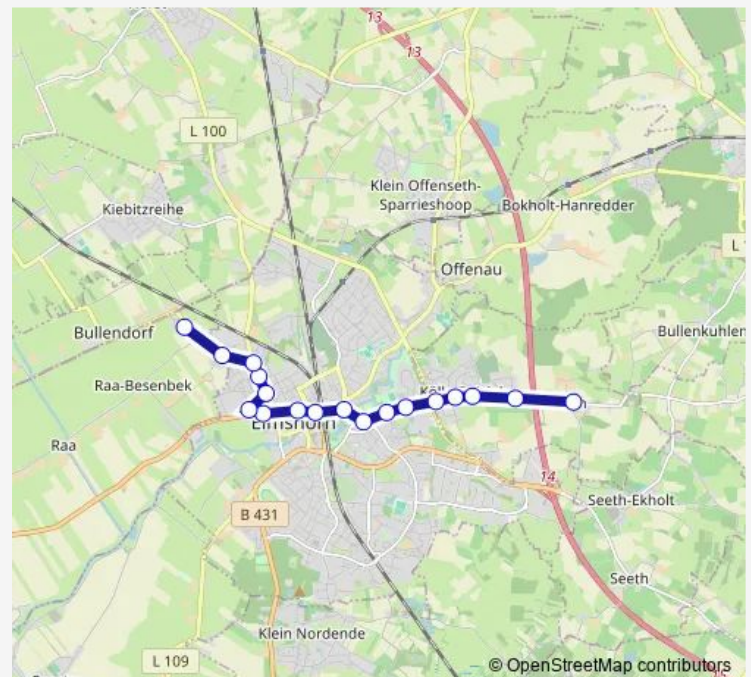 13
13
L 100
Klein Offenseth-
Sparrieshoop
Kiebitzreihe
Bokholt-Hanredder
L
Offenau
Bullendorf
Bullenkuhlen
Raa-Besenbek
Elmshorn
Raa
14
Seeth-Ekholt
B 431
Seeth
Klein Nordende
L 109
© OpenStreetMap contributors